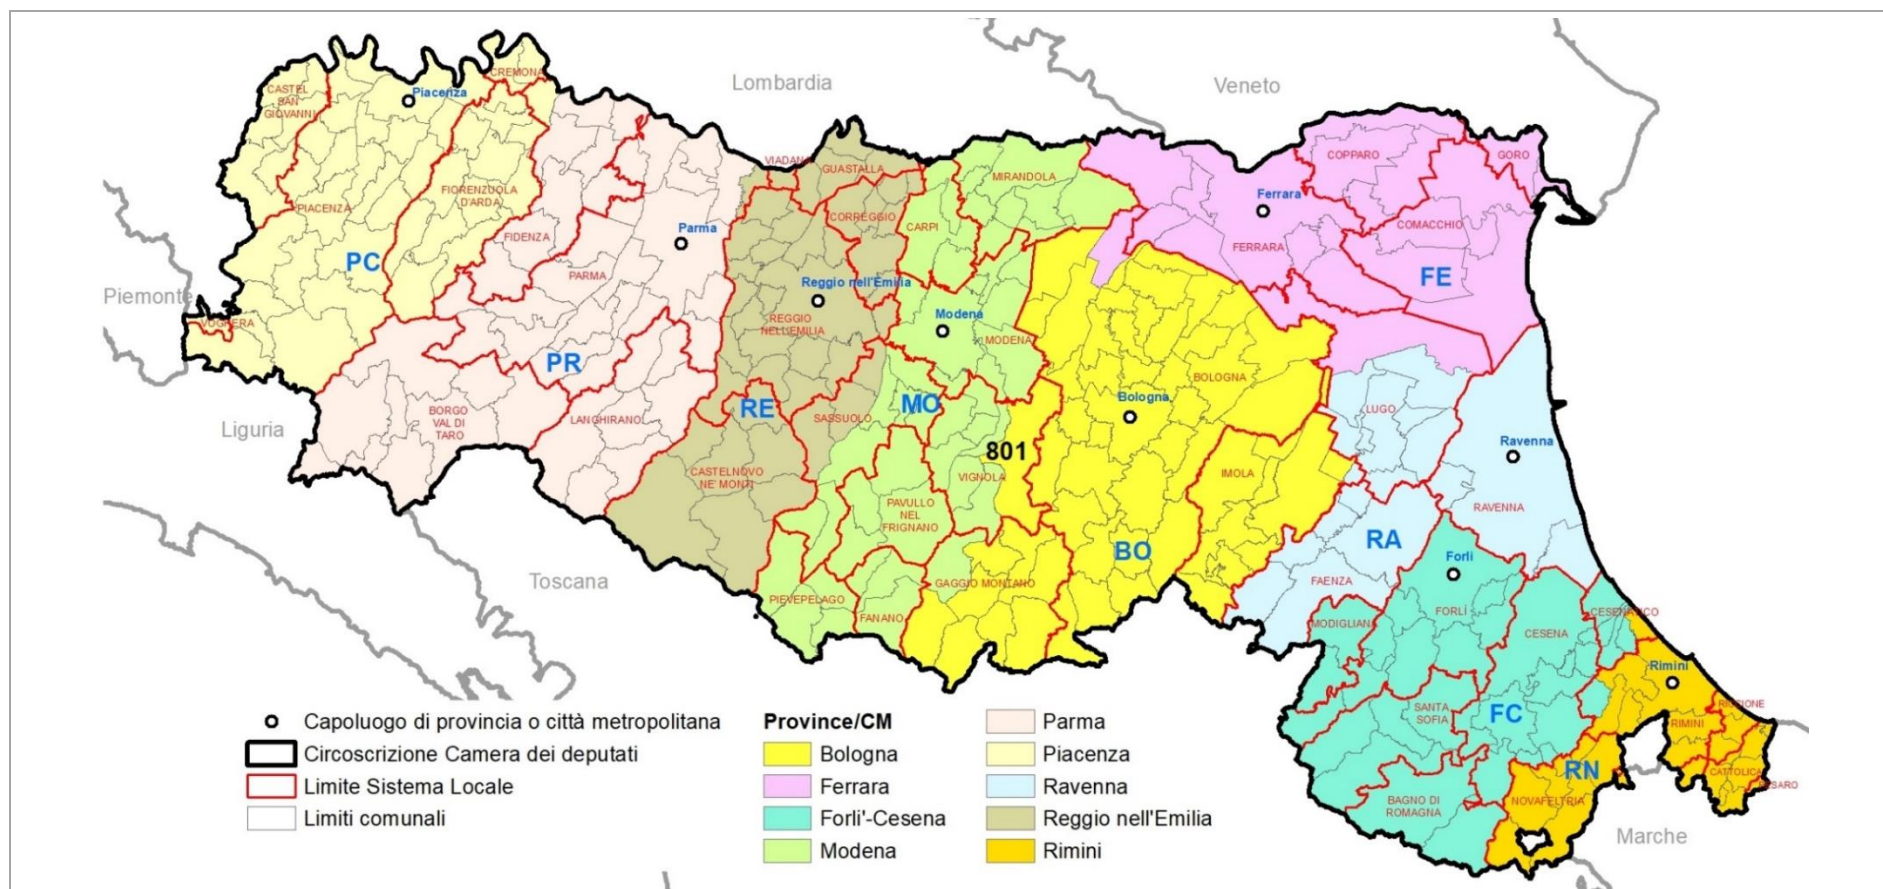 Lombardia
Veneto
Piemonte
Liguria
Toscana
Marche
CASTEL
SAN
GIOVANNI
Piacenza
CREMONA
PIACENZA
FIORENZUOLA
D'ARDA
PC
VOGHERA
FIDENZA
Parma
PARMA
PR
BORGO
VAL DI
TARO
LANGHIRANO
VIADANA
GUASTALLA
CORREGGIO
Reggio nell'Emilia
REGGIO
NELL'EMILIA
RE
CASTELNOVO
NE' MONTI
SASSUOLO
CARPI
MIRANDOLA
Modena
MODENA
MO
801
VIGNOLA
PAVULLO
NEL
FRIGNANO
PIEVEPELAGO
FANANO
GAGGIO MONTANO
BOLOGNA
Bologna
IMOLA
BO
COPPARO
GORO
Ferrara
FERRARA
COMACCHIO
FE
LUGO
Ravenna
RAVENNA
RA
FAENZA
Forlì
FORLÌ
MODIGLIANA
CESENA
CESENATICO
SANTA
SOFIA
FC
BAGNO DI
ROMAGNA
Rimini
RIMINI
RICCIONE
CATTOLICA
PESARO
RN
NOVAFELTRIA
Capoluogo di provincia o città metropolitana
Circoscrizione Camera dei deputati
Limite Sistema Locale
Limiti comunali
Province/CM
Bologna
Ferrara
Forli'-Cesena
Modena
Parma
Piacenza
Ravenna
Reggio nell'Emilia
Rimini